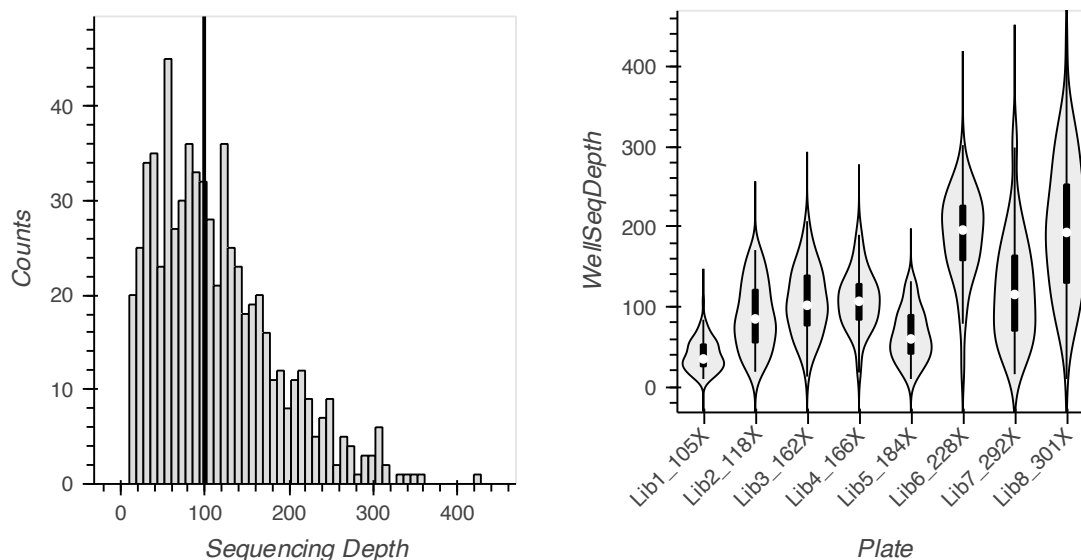 Counts
40
30
20
10
0
0
100
200
300
400
Sequencing Depth
WellSeqDepth
400
300
200
100
0
Lib1_105X
Lib2_118X
Lib3_162X
Lib4_166X
Lib5_184X
Lib6_228X
Lib7_292X
Lib8_301X
Plate